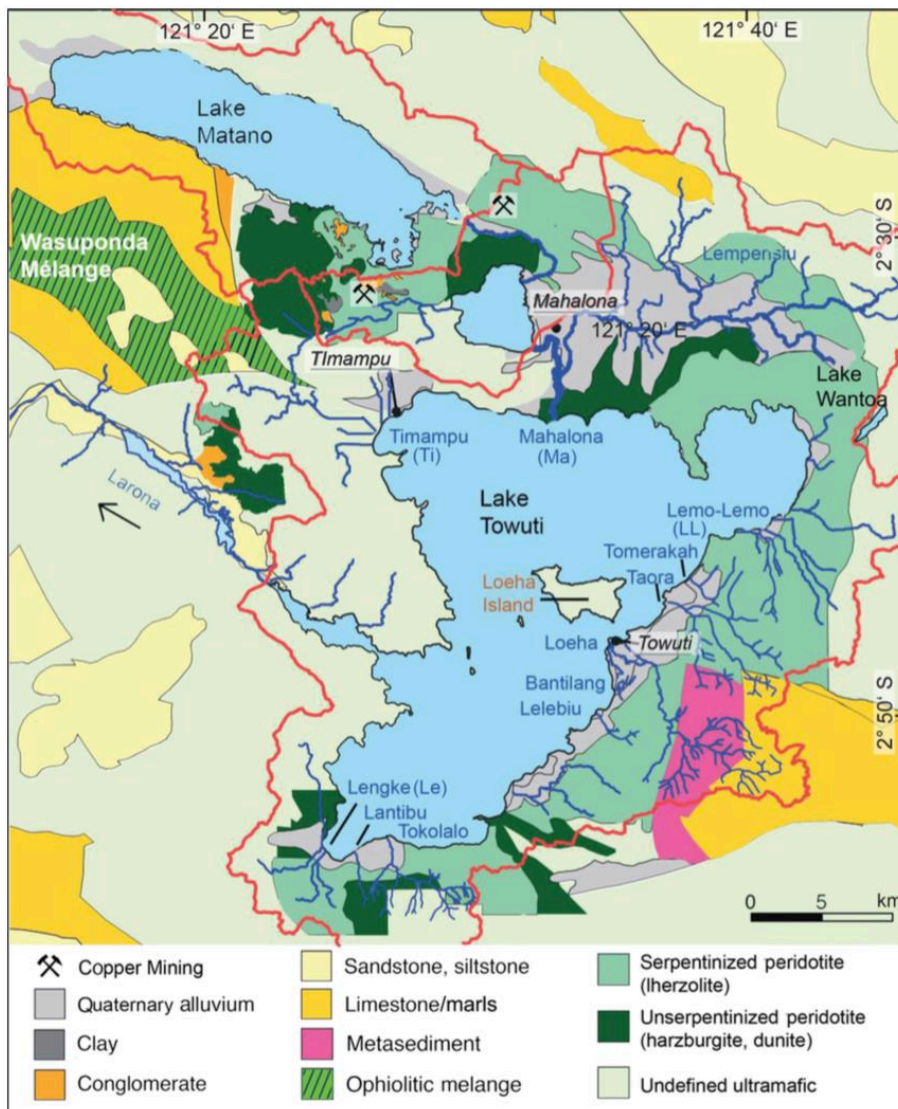 121° 20‘ E
121° 40‘ E
Lake
Matano
2° 30‘ S
Wasuponda
Mélange
Lempensiu
Mahalona
121° 20‘ E
TImampu
Lake
Wantoa
Timampu
(Ti)
Mahalona
(Ma)
Larona
Lake
Towuti
Lemo-Lemo
(LL)
Tomerakah
Taora
Loeha
Island
Loeha
Towuti
Bantilang
Lelebiu
2° 50‘ S
Lengke (Le)
Lantibu
Tokolalo
0 5 km
Copper Mining
Quaternary alluvium
Clay
Conglomerate
Sandstone, siltstone
Limestone/marls
Metasediment
Ophiolitic melange
Serpentinized peridotite
(lherzolite)
Unserpentinized peridotite
(harzburgite, dunite)
Undefined ultramafic